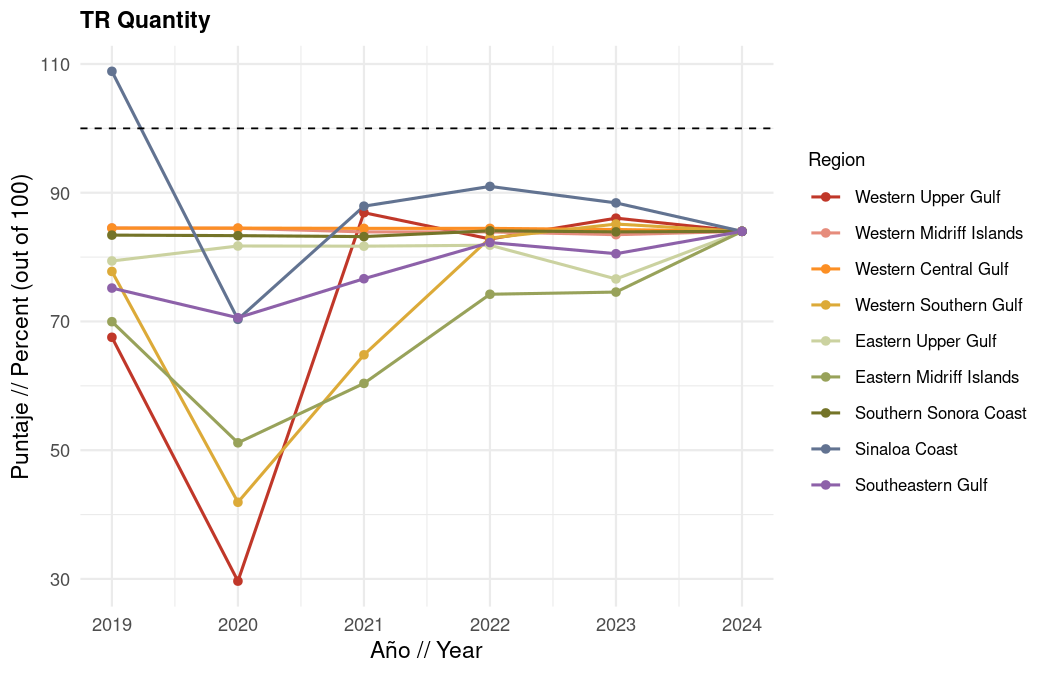 TR Quantity
110
90
70
50
30
Puntaje // Percent (out of 100)
2019 2020 2021 2022 2023 2024
Año // Year
Region
Western Upper Gulf
Western Midriff Islands
Western Central Gulf
Western Southern Gulf
Eastern Upper Gulf
Eastern Midriff Islands
Southern Sonora Coast
Sinaloa Coast
Southeastern Gulf